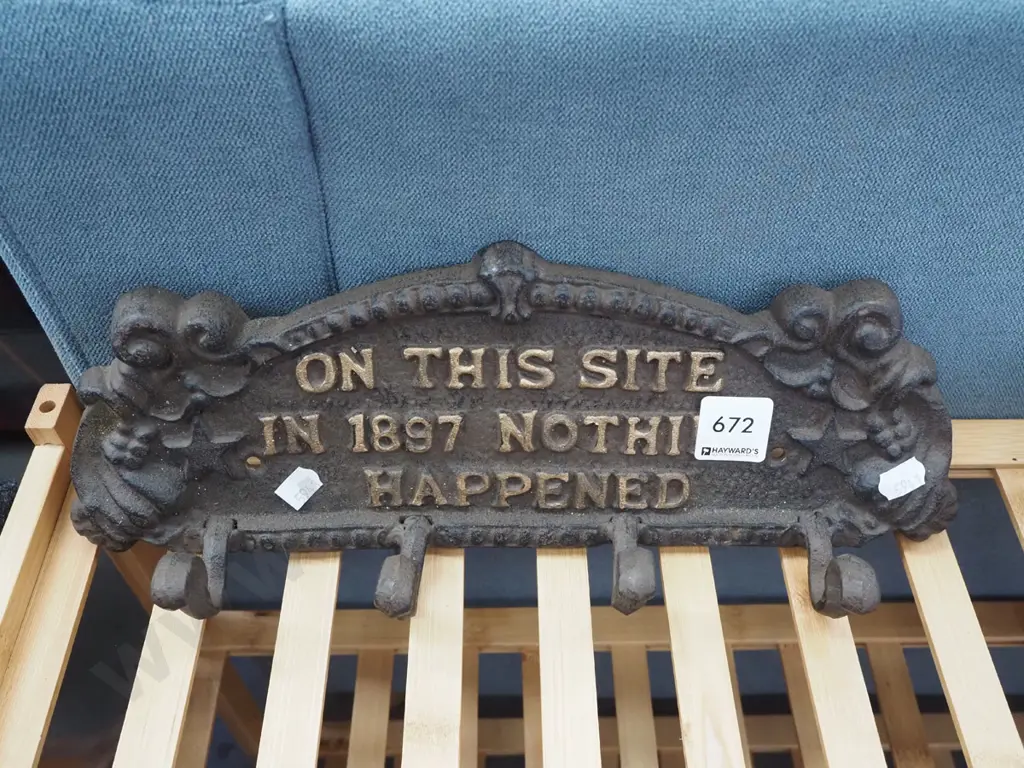 ON THIS SITE
IN 1897 NOTHI
HAPPENED
672
HAYWARD'S